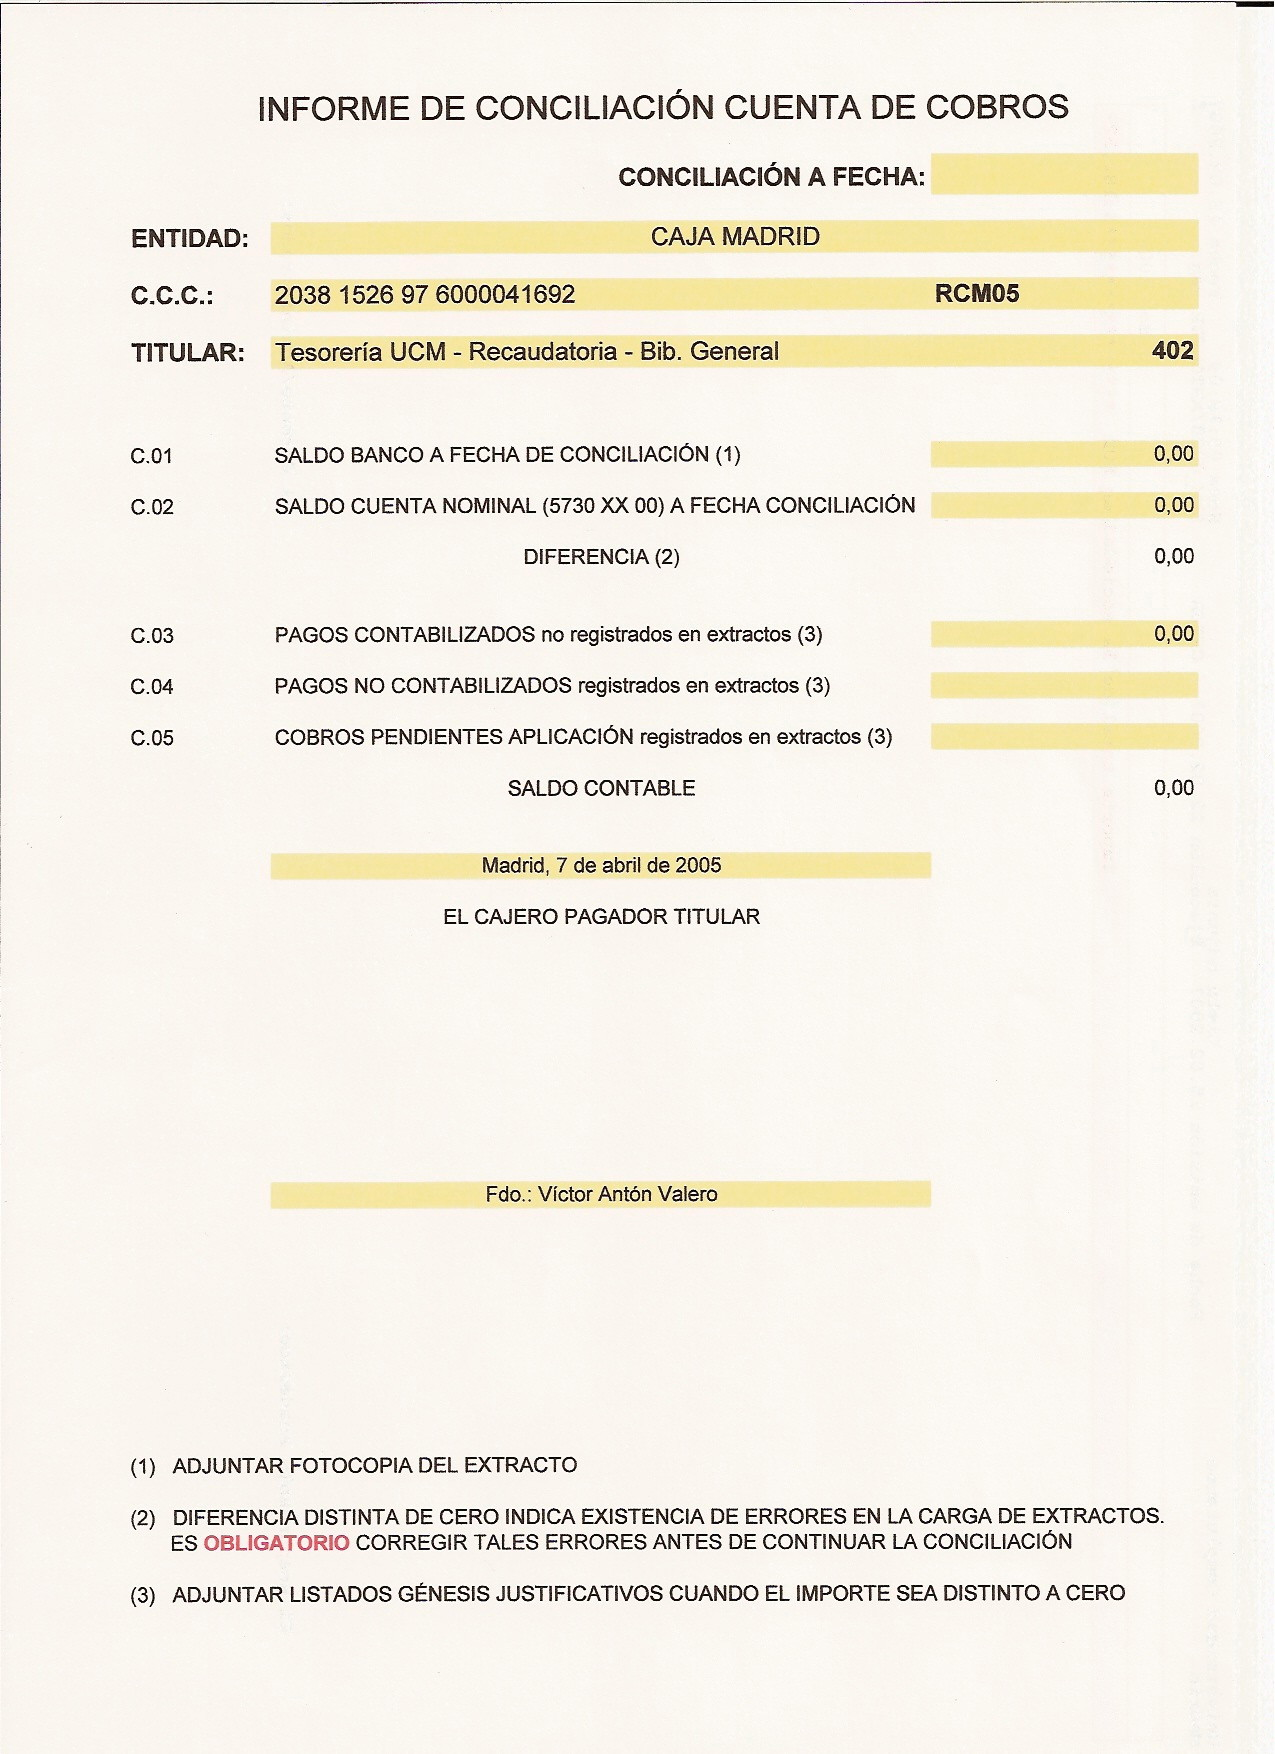 INFORME DE CONCILIACIÓN CUENTA DE COBROS
CONCILIACIÓN A FECHA:
ENTIDAD: CAJA MADRID
C.C.C.: 2038 1526 97 6000041692 RCM05
TITULAR: Tesorería UCM - Recaudatoria - Bib. General 402
C.01 SALDO BANCO A FECHA DE CONCILIACIÓN (1) 0,00
C.02 SALDO CUENTA NOMINAL (5730 XX 00) A FECHA CONCILIACIÓN 0,00
DIFERENCIA (2) 0,00
C.03 PAGOS CONTABILIZADOS no registrados en extractos (3) 0,00
C.04 PAGOS NO CONTABILIZADOS registrados en extractos (3)
C.05 COBROS PENDIENTES APLICACIÓN registrados en extractos (3)
SALDO CONTABLE 0,00
Madrid, 7 de abril de 2005
EL CAJERO PAGADOR TITULAR
Fdo.: Víctor Antón Valero
(1) ADJUNTAR FOTOCOPIA DEL EXTRACTO
(2) DIFERENCIA DISTINTA DE CERO INDICA EXISTENCIA DE ERRORES EN LA CARGA DE EXTRACTOS.
ES OBLIGATORIO CORREGIR TALES ERRORES ANTES DE CONTINUAR LA CONCILIACIÓN
(3) ADJUNTAR LISTADOS GÉNESIS JUSTIFICATIVOS CUANDO EL IMPORTE SEA DISTINTO A CERO